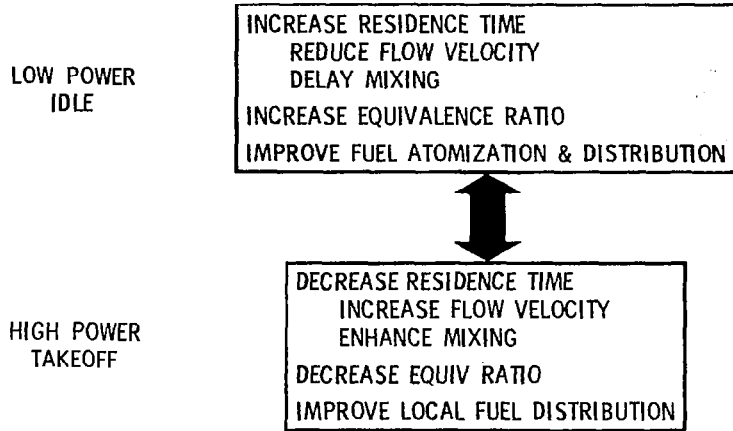 LOW POWER
IDLE
INCREASE RESIDENCE TIME
REDUCE FLOW VELOCITY
DELAY MIXING
INCREASE EQUIVALENCE RATIO
IMPROVE FUEL ATOMIZATION & DISTRIBUTION
HIGH POWER
TAKEOFF
DECREASE RESIDENCE TIME
INCREASE FLOW VELOCITY
ENHANCE MIXING
DECREASE EQUIV RATIO
IMPROVE LOCAL FUEL DISTRIBUTION